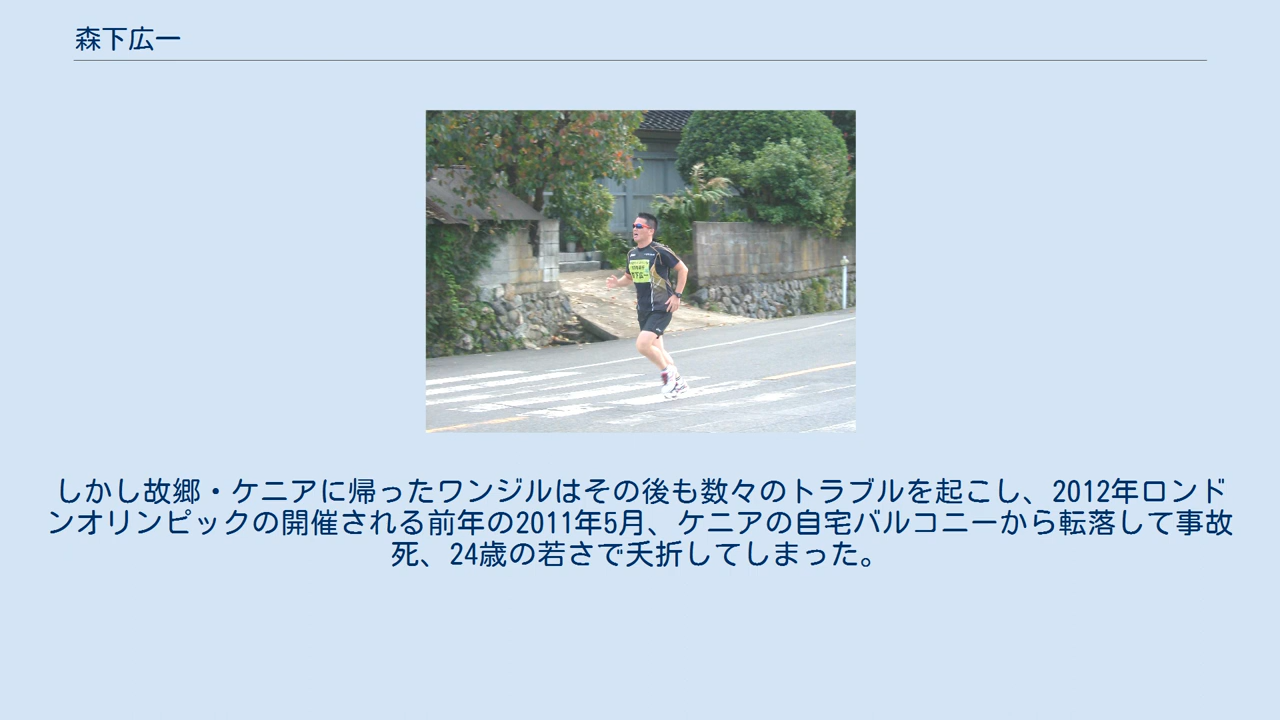 森下広一
しかし故郷・ケニアに帰ったワンジルはその後も数々のトラブルを起こし、2012年ロンド
ンオリンピックの開催される前年の2011年5月、ケニアの自宅バルコニーから転落して事故
死、24歳の若さで夭折してしまった。